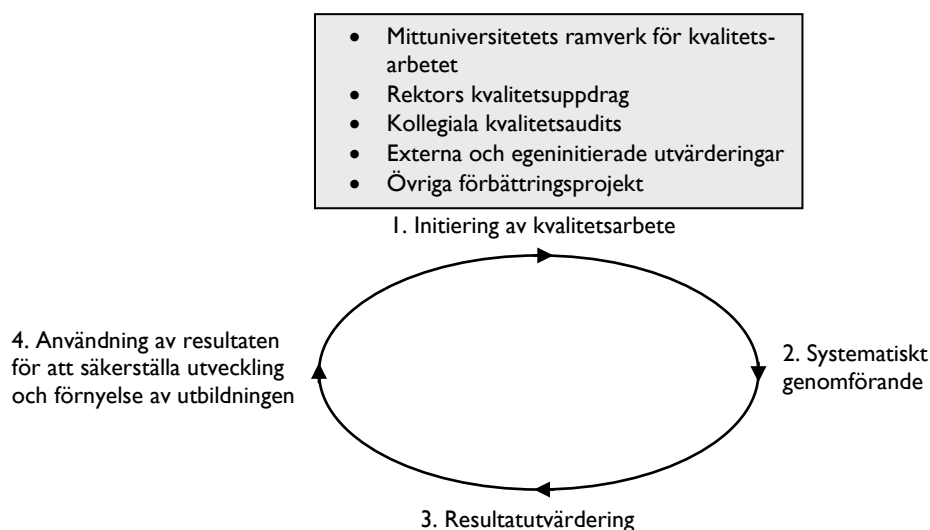 • Mittuniversitetets ramverk för kvalitets-
arbetet
• Rektors kvalitetsuppdrag
• Kollegiala kvalitetsaudits
• Externa och egeninitierade utvärderingar
• Övriga förbättringsprojekt
1. Initiering av kvalitetsarbete
4. Användning av resultaten
för att säkerställa utveckling
och förnyelse av utbildningen
2. Systematiskt
genomförande
3. Resultatutvärdering